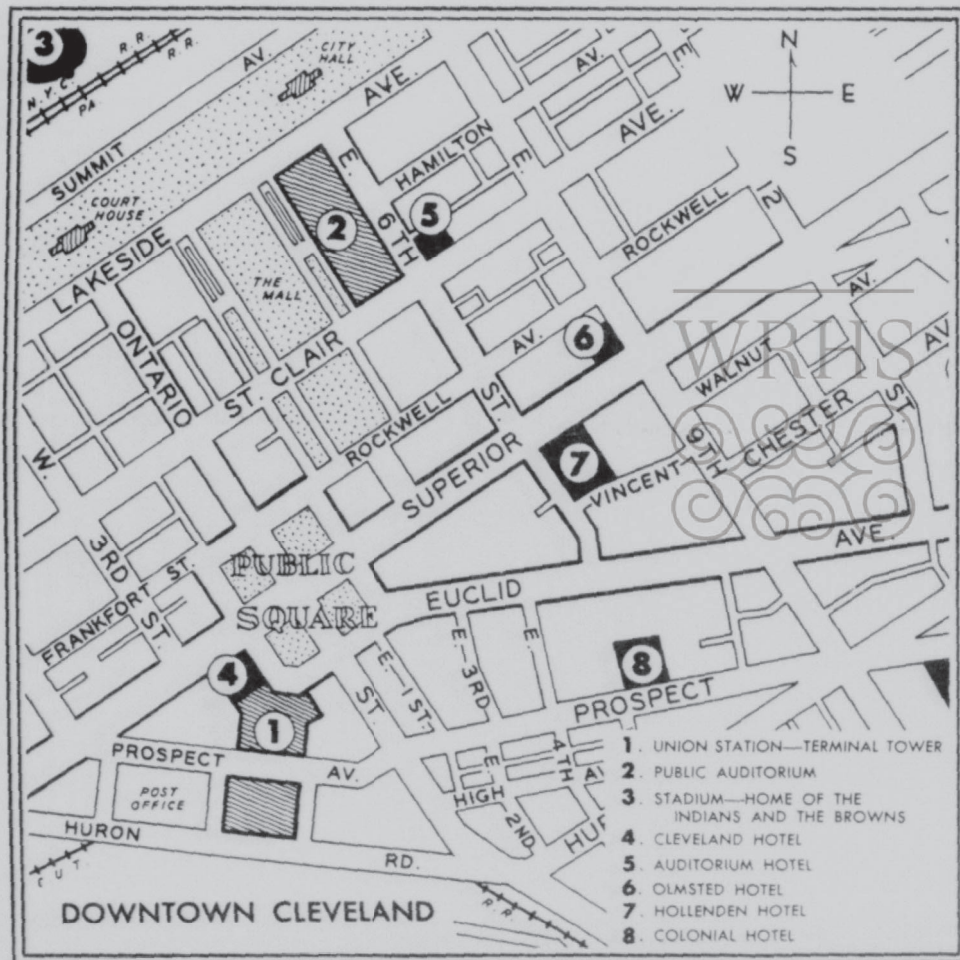 3
N.Y.C. R.R.
PA R.R.
SUMMIT AV.
CITY HALL
COURT HOUSE
LAKESIDE AVE.
N
W E
S
AV.
E.
HAMILTON AVE.
2
E. 6TH ST
5
THE MALL
ONTARIO ST
ST CLAIR
ROCKWELL AV.
ROCKWELL
E. 9TH
12
ST.
6
WRHS
WALNUT AV.
CHESTER AV
SUPERIOR
7
VINCENT
W. 3RD ST
FRANKFORT ST.
PUBLIC
SQUARE
EUCLID AVE.
E. 1 ST.
E. 3RD
E.
4TH
E. 2ND
8
PROSPECT
4
1
PROSPECT AV.
POST OFFICE
HIGH AV
HURON RD.
HUR
C U T
R.R.
DOWNTOWN CLEVELAND
1. UNION STATION—TERMINAL TOWER
2. PUBLIC AUDITORIUM
3. STADIUM—HOME OF THE
INDIANS AND THE BROWNS
4. CLEVELAND HOTEL
5. AUDITORIUM HOTEL
6. OLMSTED HOTEL
7. HOLLENDEN HOTEL
8. COLONIAL HOTEL